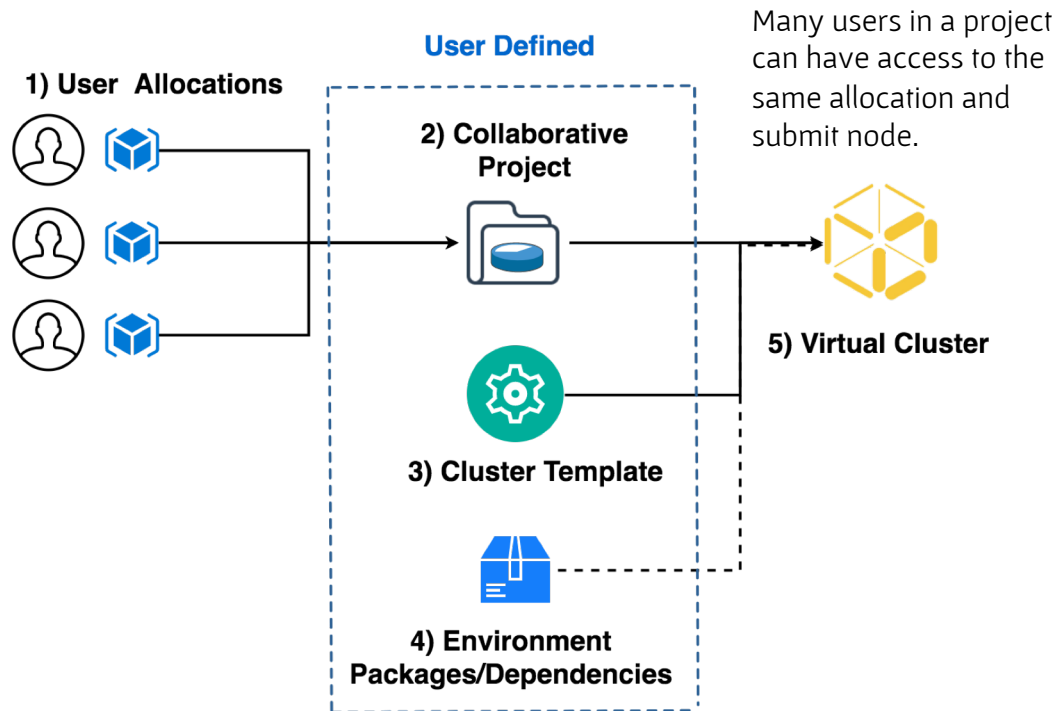 User Defined
Many users in a project
can have access to the
same allocation and
submit node.
1) User Allocations
2) Collaborative
Project
5) Virtual Cluster
3) Cluster Template
4) Environment
Packages/Dependencies